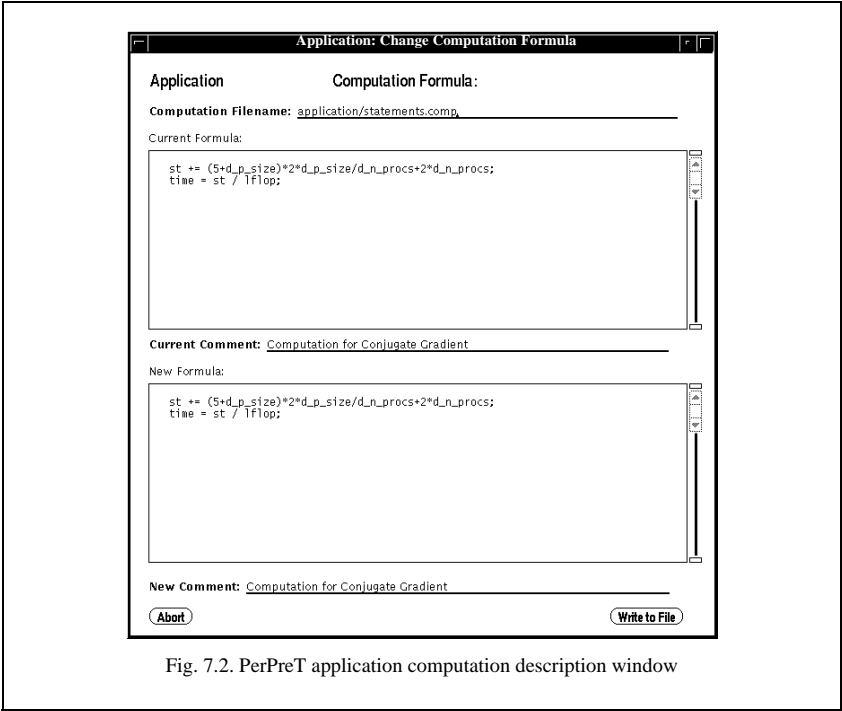 Application: Change Computation Formula
Application Computation Formula:
Computation Filename: application/statements.comp
Current Formula:
st += (5+d_p_size)*2*d_p_size/d_n_procs+2*d_n_procs;
time = st / lflop;
Current Comment: Computation for Conjugate Gradient
New Formula:
st += (5+d_p_size)*2*d_p_size/d_n_procs+2*d_n_procs;
time = st / lflop;
New Comment: Computation for Conjugate Gradient
Abort Write to File
Fig. 7.2. PerPreT application computation description window